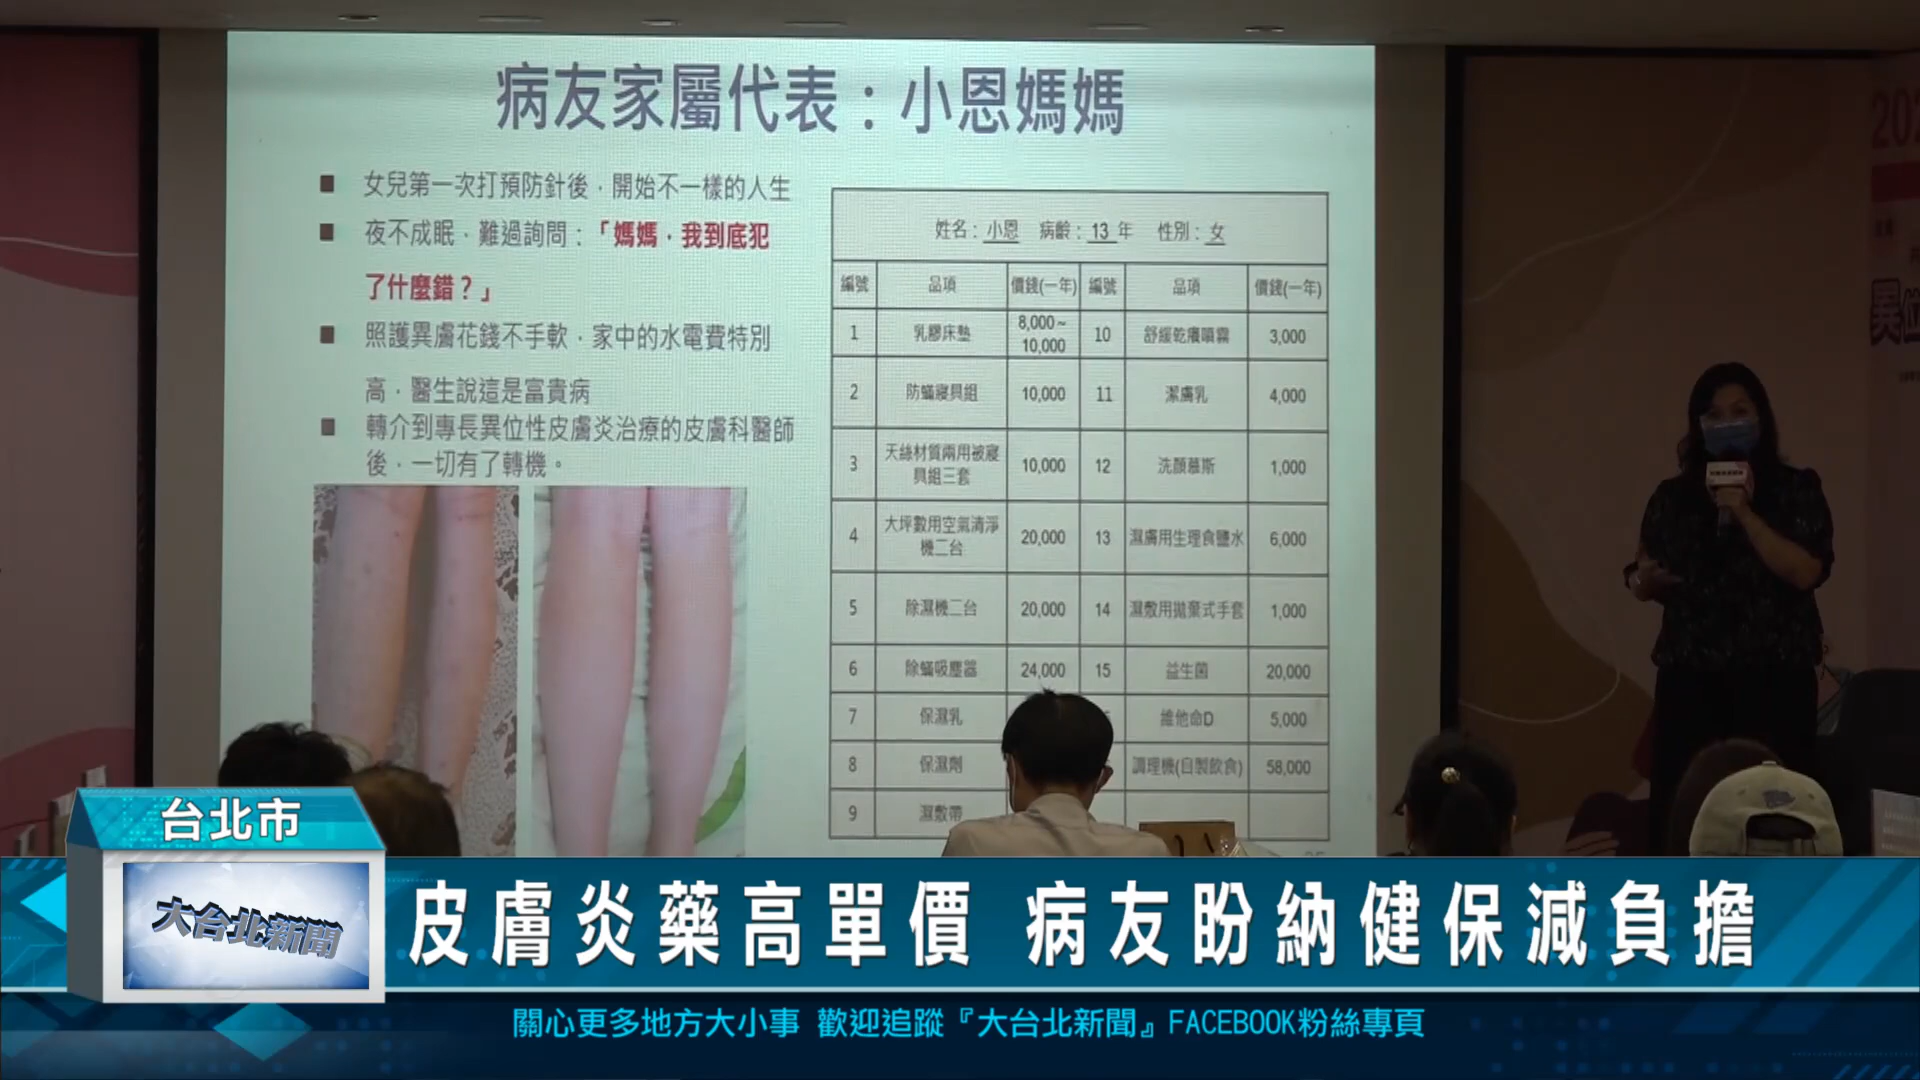 病友家屬代表：小恩媽媽
■ 女兒第一次打預防針後，開始不一樣的人生
■ 夜不成眠，難過詢問：「媽媽，我到底犯
了什麼錯？」
■ 照護異膚花錢不手軟，家中的水電費特別
高，醫生說這是富貴病
■ 轉介到專長異位性皮膚炎治療的皮膚科醫師
後，一切有了轉機。
姓名：小恩 病齡：13年 性別：女
編號 品項 價錢(一年) 編號 品項 價錢(一年)
1 乳膠床墊 8,000~10,000 10 舒緩乾癢噴霧 3,000
2 防蟎寢具組 10,000 11 潔膚乳 4,000
3 天絲材質兩用被寢具組三套 10,000 12 洗顏慕斯 1,000
4 大坪數用空氣清淨機二台 20,000 13 濕膚用生理食鹽水 6,000
5 除濕機二台 20,000 14 濕敷用拋棄式手套 1,000
6 除蟎吸塵器 24,000 15 益生菌 20,000
7 保濕乳 維他命D 5,000
8 保濕劑 調理機(自製飲食) 58,000
9 濕敷帶
202
異位
台北市
大台北新聞
皮膚炎藥高單價 病友盼納健保減負擔
關心更多地方大小事 歡迎追蹤『大台北新聞』FACEBOOK粉絲專頁